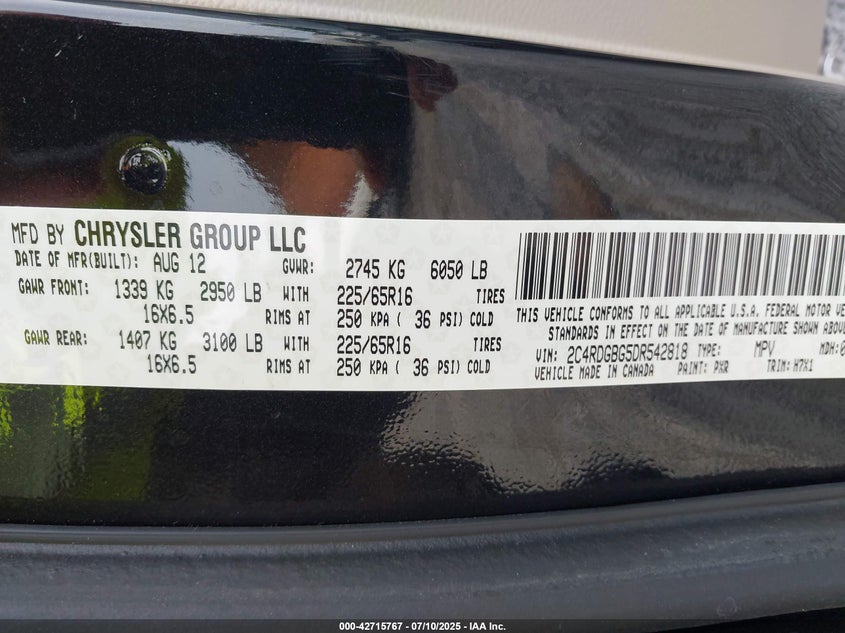 MFD BY CHRYSLER GROUP LLC
DATE OF MFR(BUILT): AUG 12 GVWR: 2745 KG 6050 LB
GAWR FRONT: 1339 KG 2950 LB WITH 225/65R16 TIRES
16X6.5 RIMS AT 250 KPA ( 36 PSI) COLD
GAWR REAR: 1407 KG 3100 LB WITH 225/65R16 TIRES
16X6.5 RIMS AT 250 KPA ( 36 PSI) COLD
THIS VEHICLE CONFORMS TO ALL APPLICABLE U.S.A. FEDERAL MOTOR
STANDARDS IN EFFECT ON THE DATE OF MANUFACTURE SHOWN
VIN: 2C4RDGBG5DR542818 TYPE: MPV MDH:
VEHICLE MADE IN CANADA PAINT: PXR TRIM: H7X1
000-42715767 - 07/10/2025 - IAA Inc.